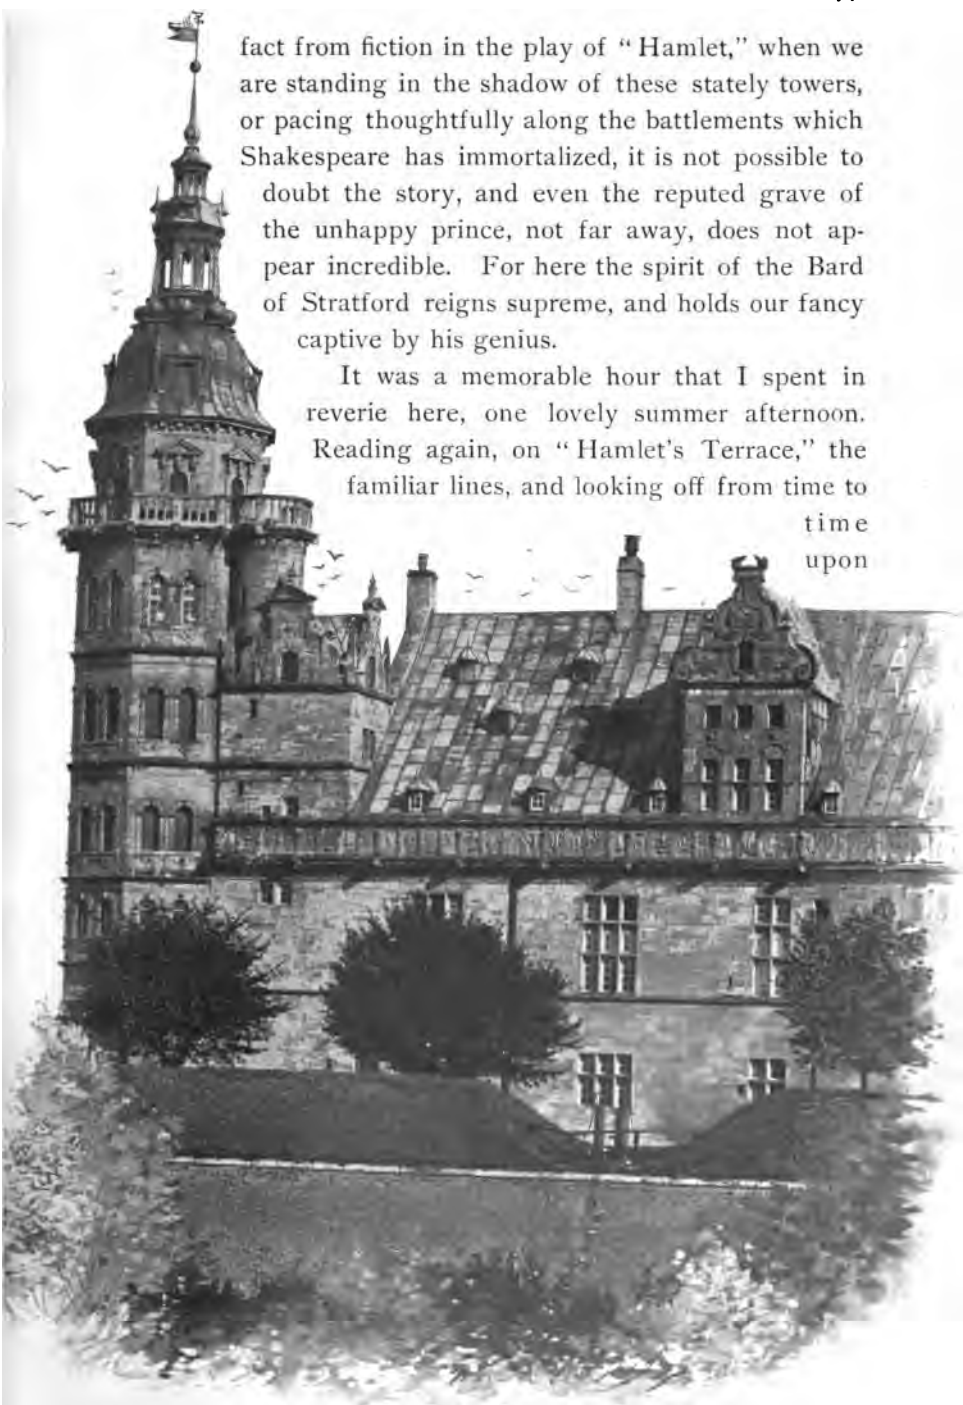 fact from fiction in the play of “ Hamlet,” when we
are standing in the shadow of these stately towers,
or pacing thoughtfully along the battlements which
Shakespeare has immortalized, it is not possible to
doubt the story, and even the reputed grave of
the unhappy prince, not far away, does not ap-
pear incredible. For here the spirit of the Bard
of Stratford reigns supreme, and holds our fancy
captive by his genius.
It was a memorable hour that I spent in
reverie here, one lovely summer afternoon.
Reading again, on “ Hamlet's Terrace,” the
familiar lines, and looking off from time to
time
upon